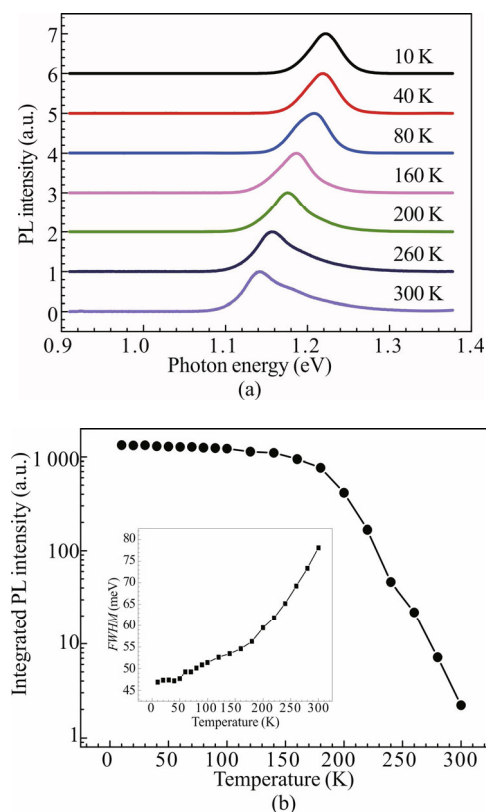 7
6
5
4
3
2
1
0
PL intensity (a.u.)
10 K
40 K
80 K
160 K
200 K
260 K
300 K
0.9 1.0 1.1 1.2 1.3 1.4
Photon energy (eV)
(a)
1 000
100
10
1
Integrated PL intensity (a.u.)
80
75
70
65
60
55
50
45
FWHM (meV)
0 50 100 150 200 250 300
Temperature (K)
0 50 100 150 200 250 300
Temperature (K)
(b)